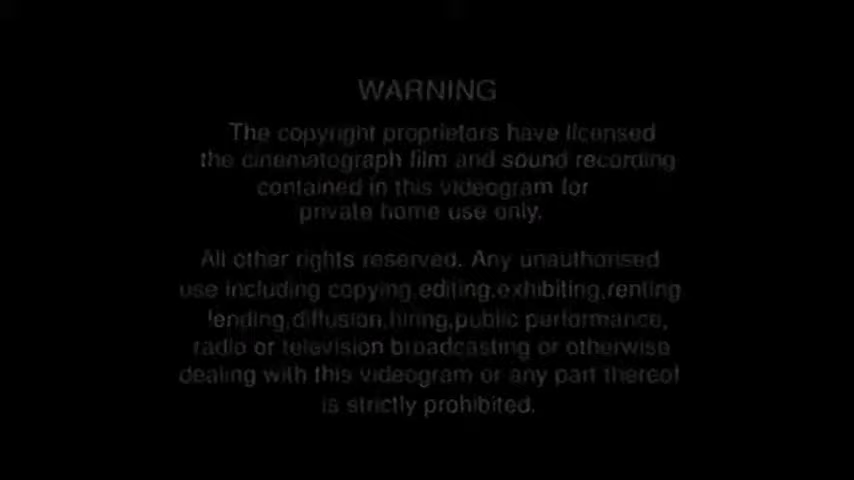 WARNING
The copyright proprietors have licensed
the cinematograph film and sound recording
contained in this videogram for
private home use only.
All other rights reserved. Any unauthorised
use including copying,editing,exhibiting,renting
lending,diffusion,hiring,public performance,
radio or television broadcasting or otherwise
dealing with this videogram or any part thereof
is strictly prohibited.